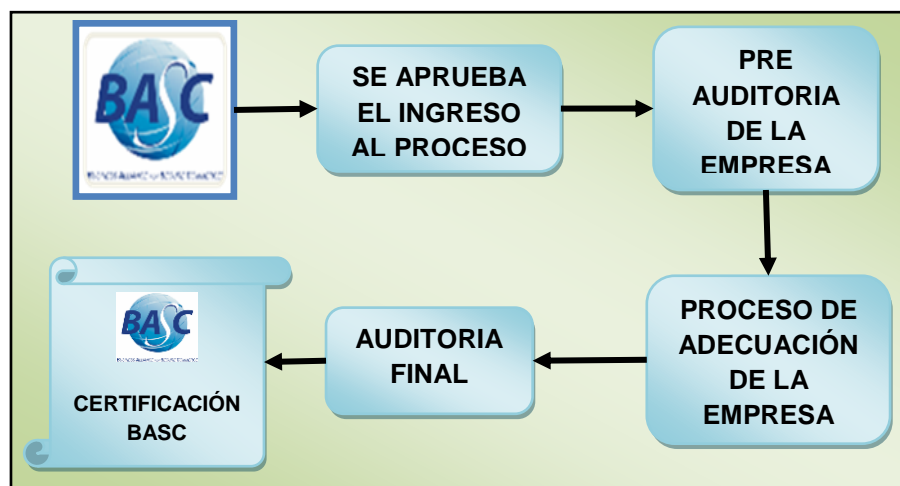 BASC
SE APRUEBA
EL INGRESO
AL PROCESO
PRE
AUDITORIA
DE LA
EMPRESA
PROCESO DE
ADECUACIÓN
DE LA
EMPRESA
AUDITORIA
FINAL
BASC
CERTIFICACIÓN
BASC